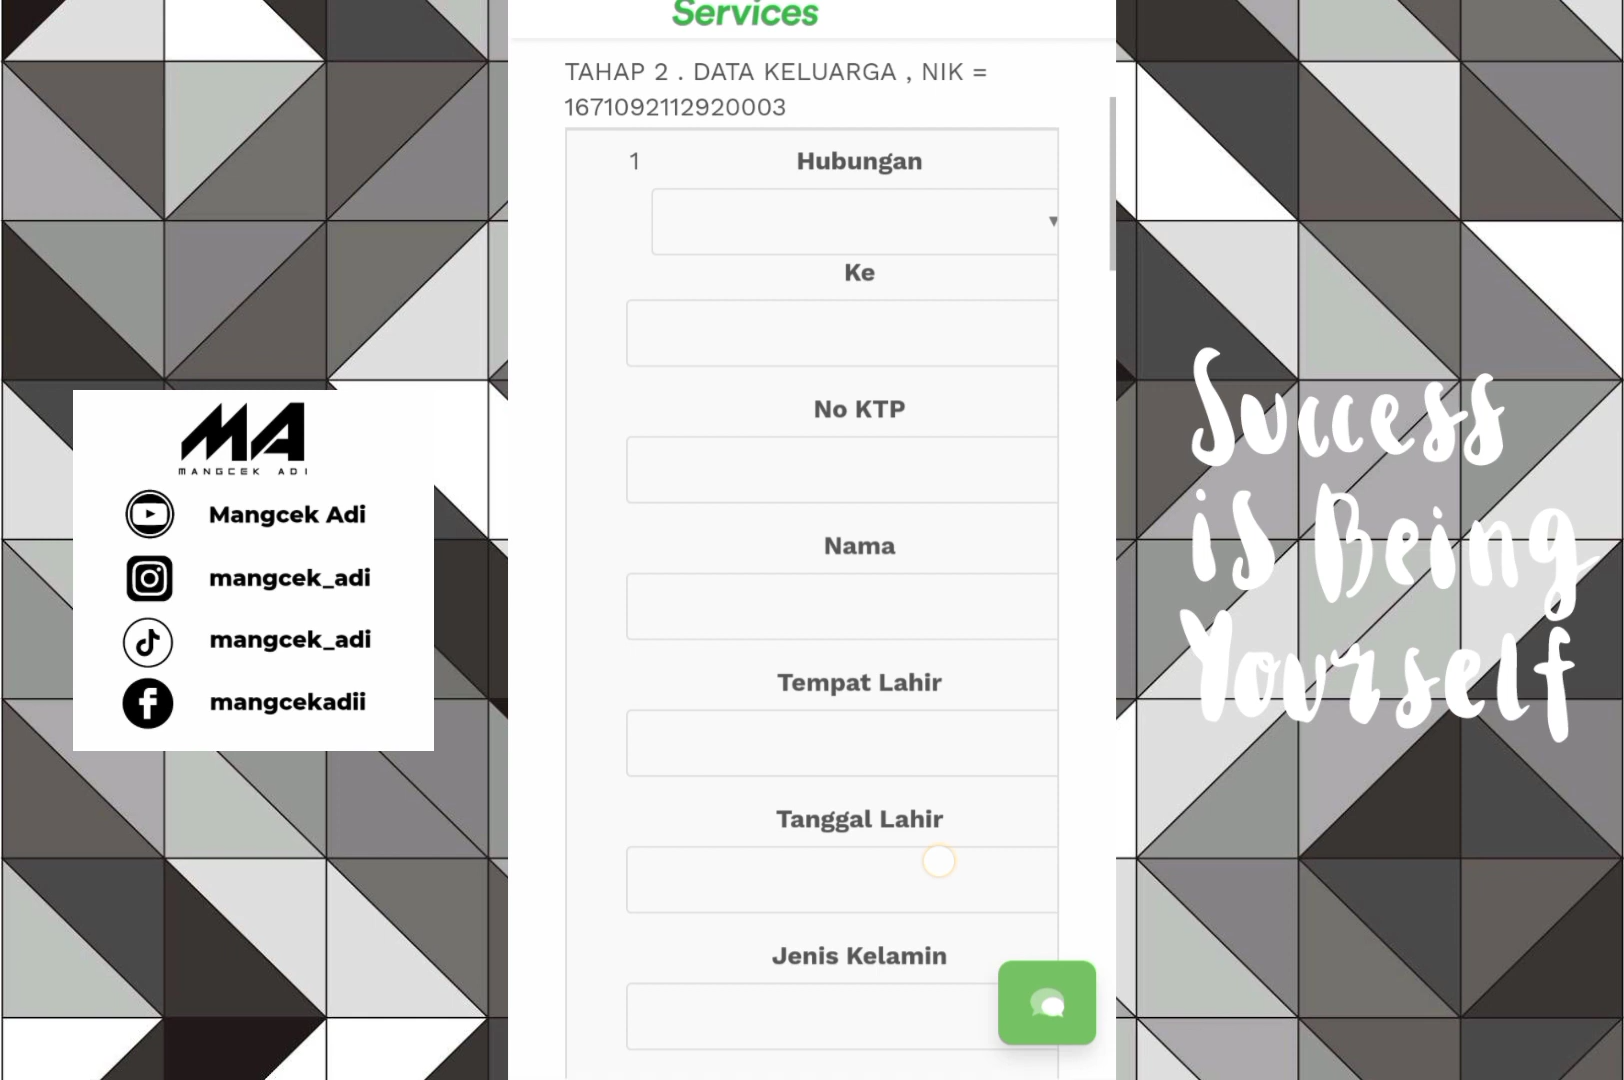 Services
TAHAP 2 . DATA KELUARGA , NIK =
1671092112920003
1
Hubungan
Ke
No KTP
Nama
Tempat Lahir
Tanggal Lahir
Jenis Kelamin
MA
MANGCEK ADI
Mangcek Adi
mangcek_adi
mangcek_adi
mangcekadii
Success
is Being
Yourself